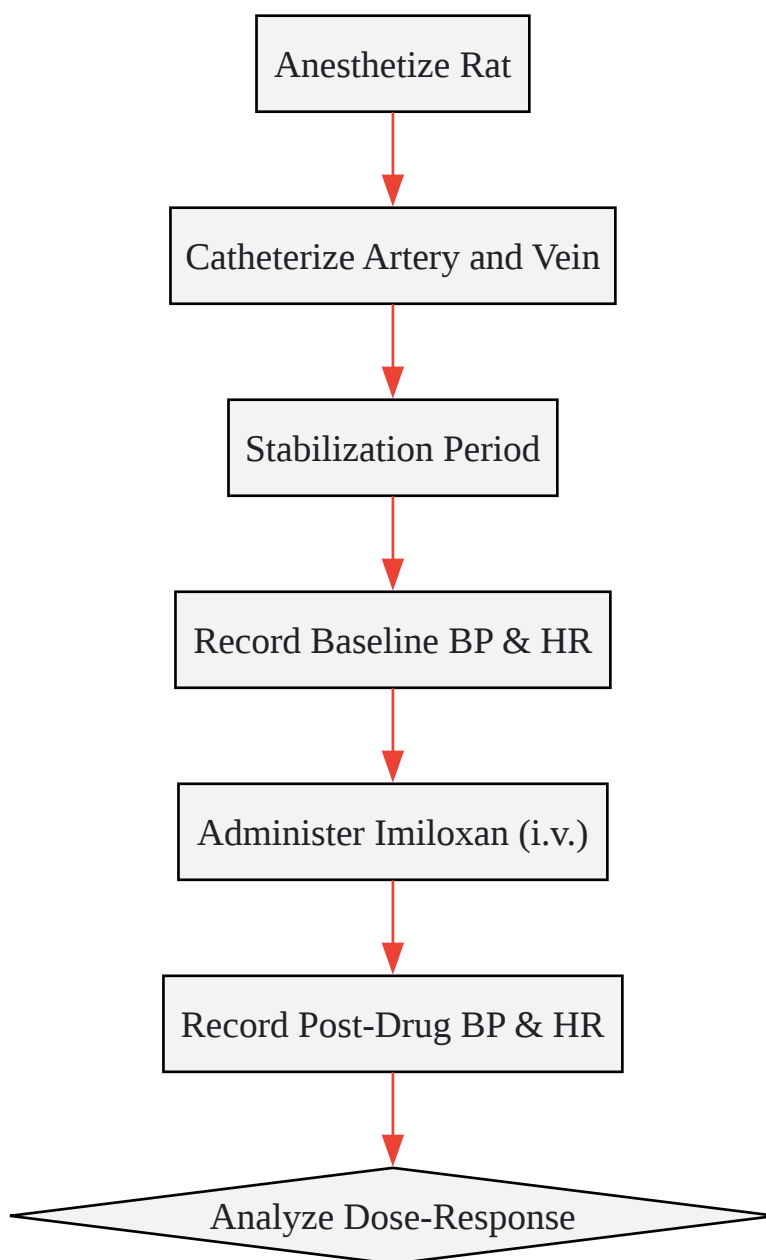 Anesthetize Rat
Catheterize Artery and Vein
Stabilization Period
Record Baseline BP & HR
Administer Imiloxan (i.v.)
Record Post-Drug BP & HR
Analyze Dose-Response